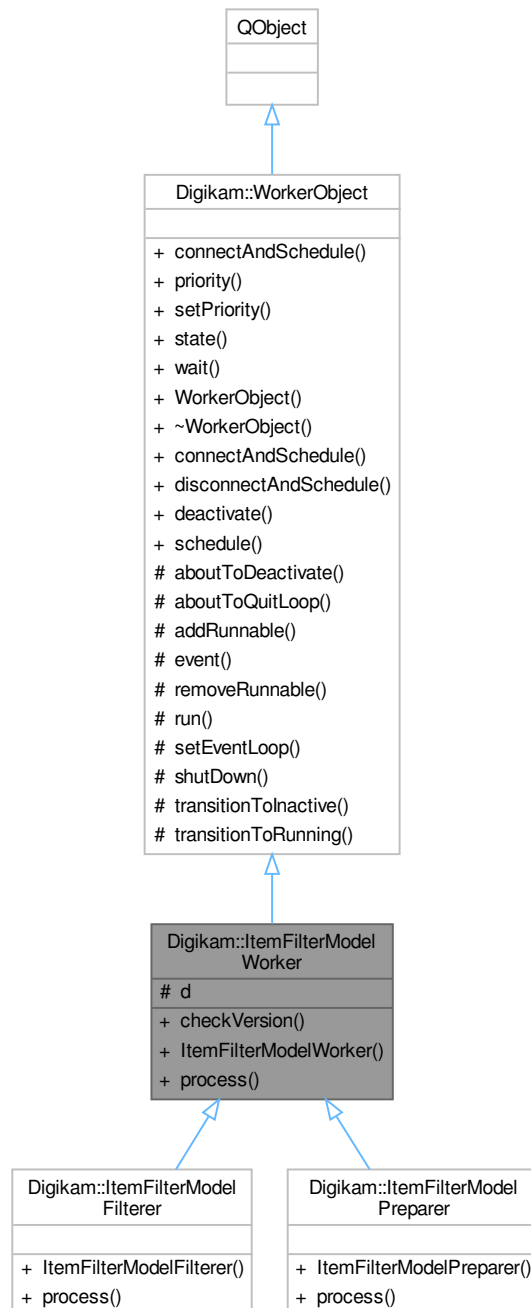 QObject
Digikam::WorkerObject
+ connectAndSchedule()
+ priority()
+ setPriority()
+ state()
+ wait()
+ WorkerObject()
+ ~WorkerObject()
+ connectAndSchedule()
+ disconnectAndSchedule()
+ deactivate()
+ schedule()
# aboutToDeactivate()
# aboutToQuitLoop()
# addRunnable()
# event()
# removeRunnable()
# run()
# setEventLoop()
# shutDown()
# transitionToInactive()
# transitionToRunning()
Digikam::ItemFilterModel
Worker
# d
+ checkVersion()
+ ItemFilterModelWorker()
+ process()
Digikam::ItemFilterModel
Filterer
+ ItemFilterModelFilterer()
+ process()
Digikam::ItemFilterModel
Preparer
+ ItemFilterModelPreparer()
+ process()